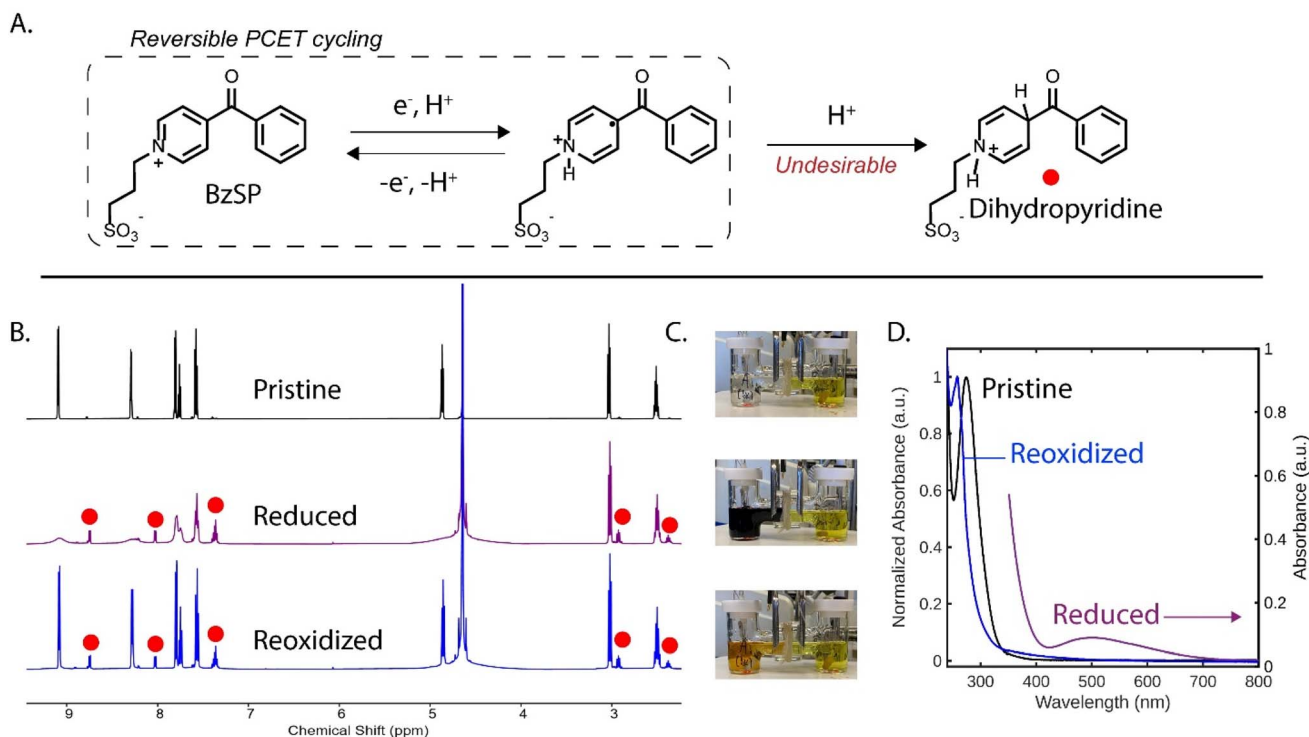 A.
Reversible PCET cycling
O
e⁻, H⁺
-e⁻, -H⁺
N
+
SO₃⁻
BzSP
O
+
N
H
SO₃⁻
H⁺
Undesirable
H
O
N
+
H
SO₃⁻
Dihydropyridine
B.
Pristine
Reduced
Reoxidized
9
8
7
6
5
4
3
Chemical Shift (ppm)
C.
D.
Normalized Absorbance (a.u.)
1
0.8
0.6
0.4
0.2
0
Pristine
Reoxidized
Reduced
300
400
500
600
700
800
Wavelength (nm)
1
0.8
0.6
0.4
0.2
0
Absorbance (a.u.)